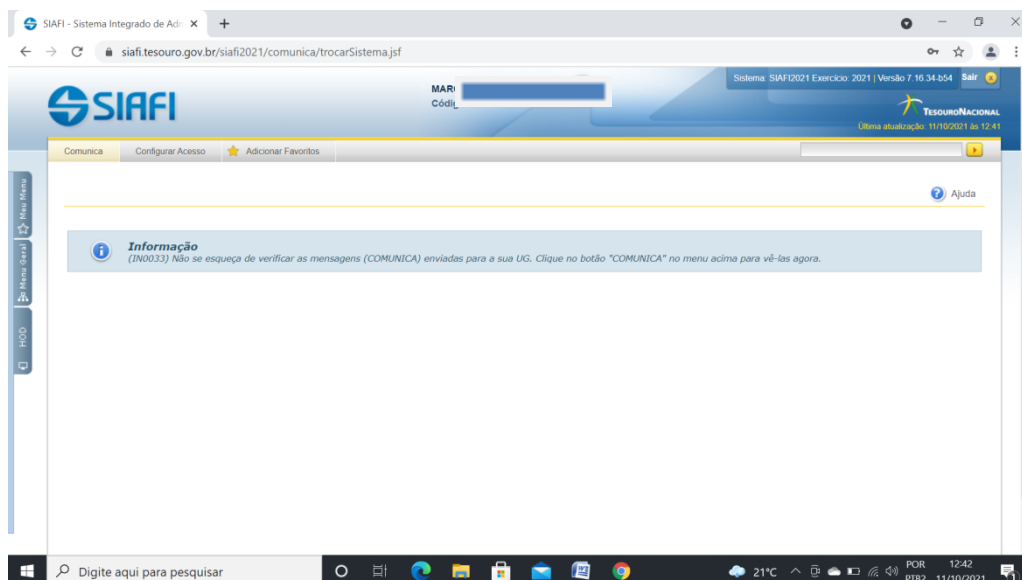 SIAFI - Sistema Integrado de Adm
siafi.tesouro.gov.br/siafi2021/comunica/trocarSistema.jsf
Sistema: SIAFI2021 Exercício: 2021 | Versão 7.16.34-b54 Sair
SIAFI
MAR
Códig
TESOURONACIONAL
Última atualização: 11/10/2021 às 12:41
Comunica Configurar Acesso Adicionar Favoritos
Meu Menu
Ajuda
Menu Geral
Informação
(IN0033) Não se esqueça de verificar as mensagens (COMUNICA) enviadas para a sua UG. Clique no botão "COMUNICA" no menu acima para vê-las agora.
HOD
Digite aqui para pesquisar
21°C
POR 12:42
PTB2 11/10/2021